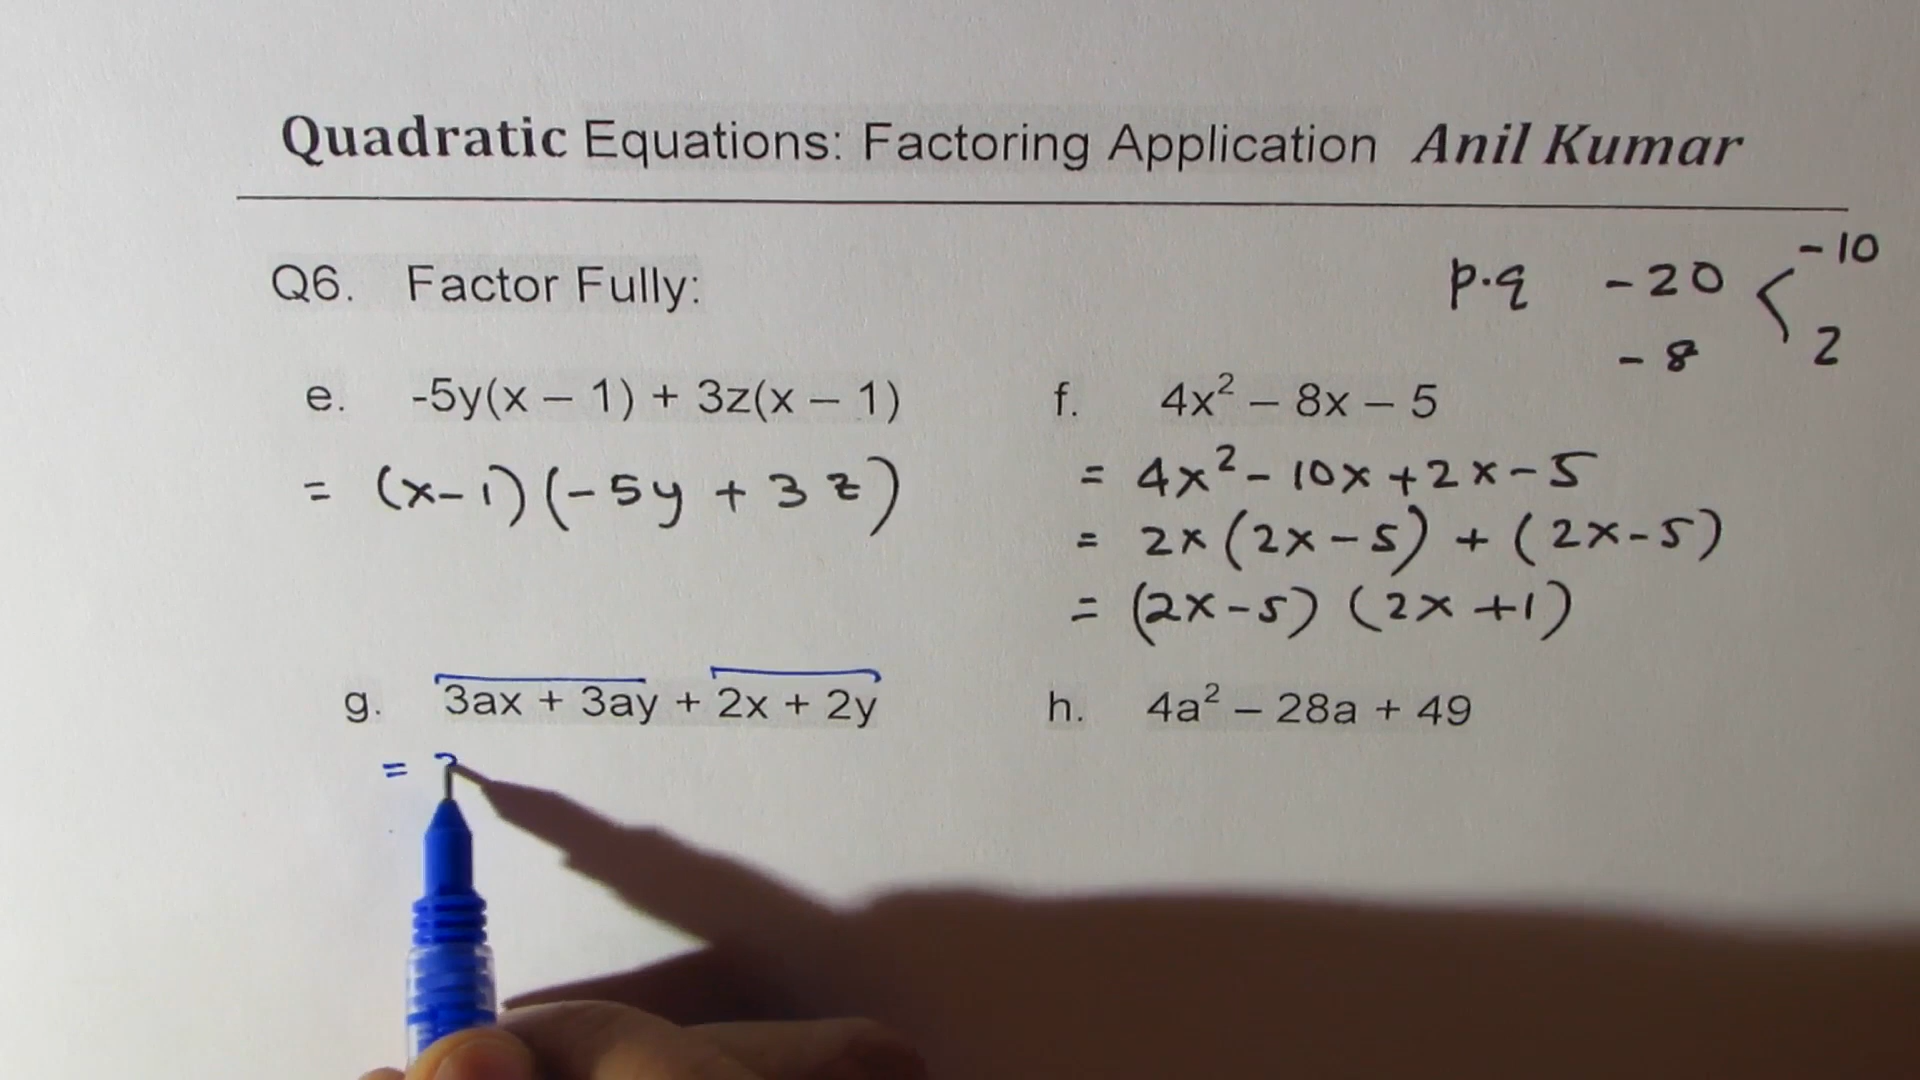 Quadratic Equations: Factoring Application Anil Kumar
Q6. Factor Fully:
p.q -20 < -10
-8 2
e. -5y(x – 1) + 3z(x – 1)
= (x-1)(-5y + 3z)
f. 4x² – 8x – 5
= 4x² - 10x + 2x - 5
= 2x(2x - 5) + (2x - 5)
= (2x - 5) (2x + 1)
g. 3ax + 3ay + 2x + 2y
=
h. 4a² – 28a + 49